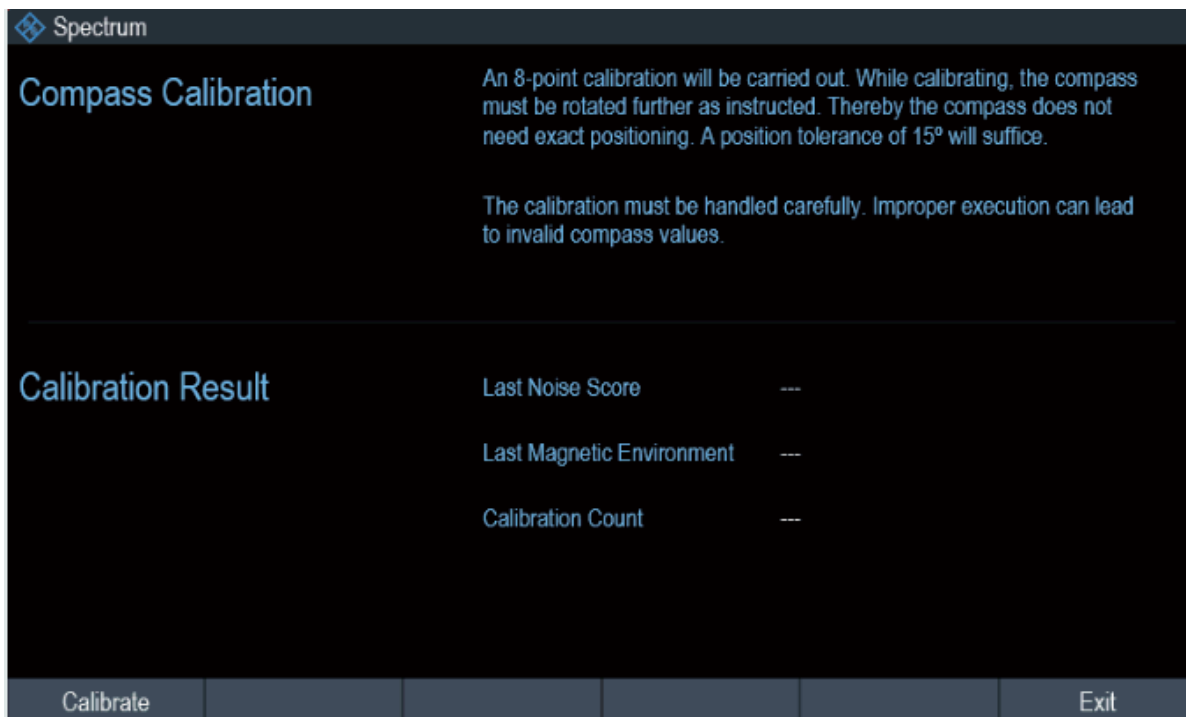 Spectrum
Compass Calibration
An 8-point calibration will be carried out. While calibrating, the compass
must be rotated further as instructed. Thereby the compass does not
need exact positioning. A position tolerance of 15º will suffice.
The calibration must be handled carefully. Improper execution can lead
to invalid compass values.
Calibration Result
Last Noise Score ---
Last Magnetic Environment ---
Calibration Count ---
Calibrate Exit